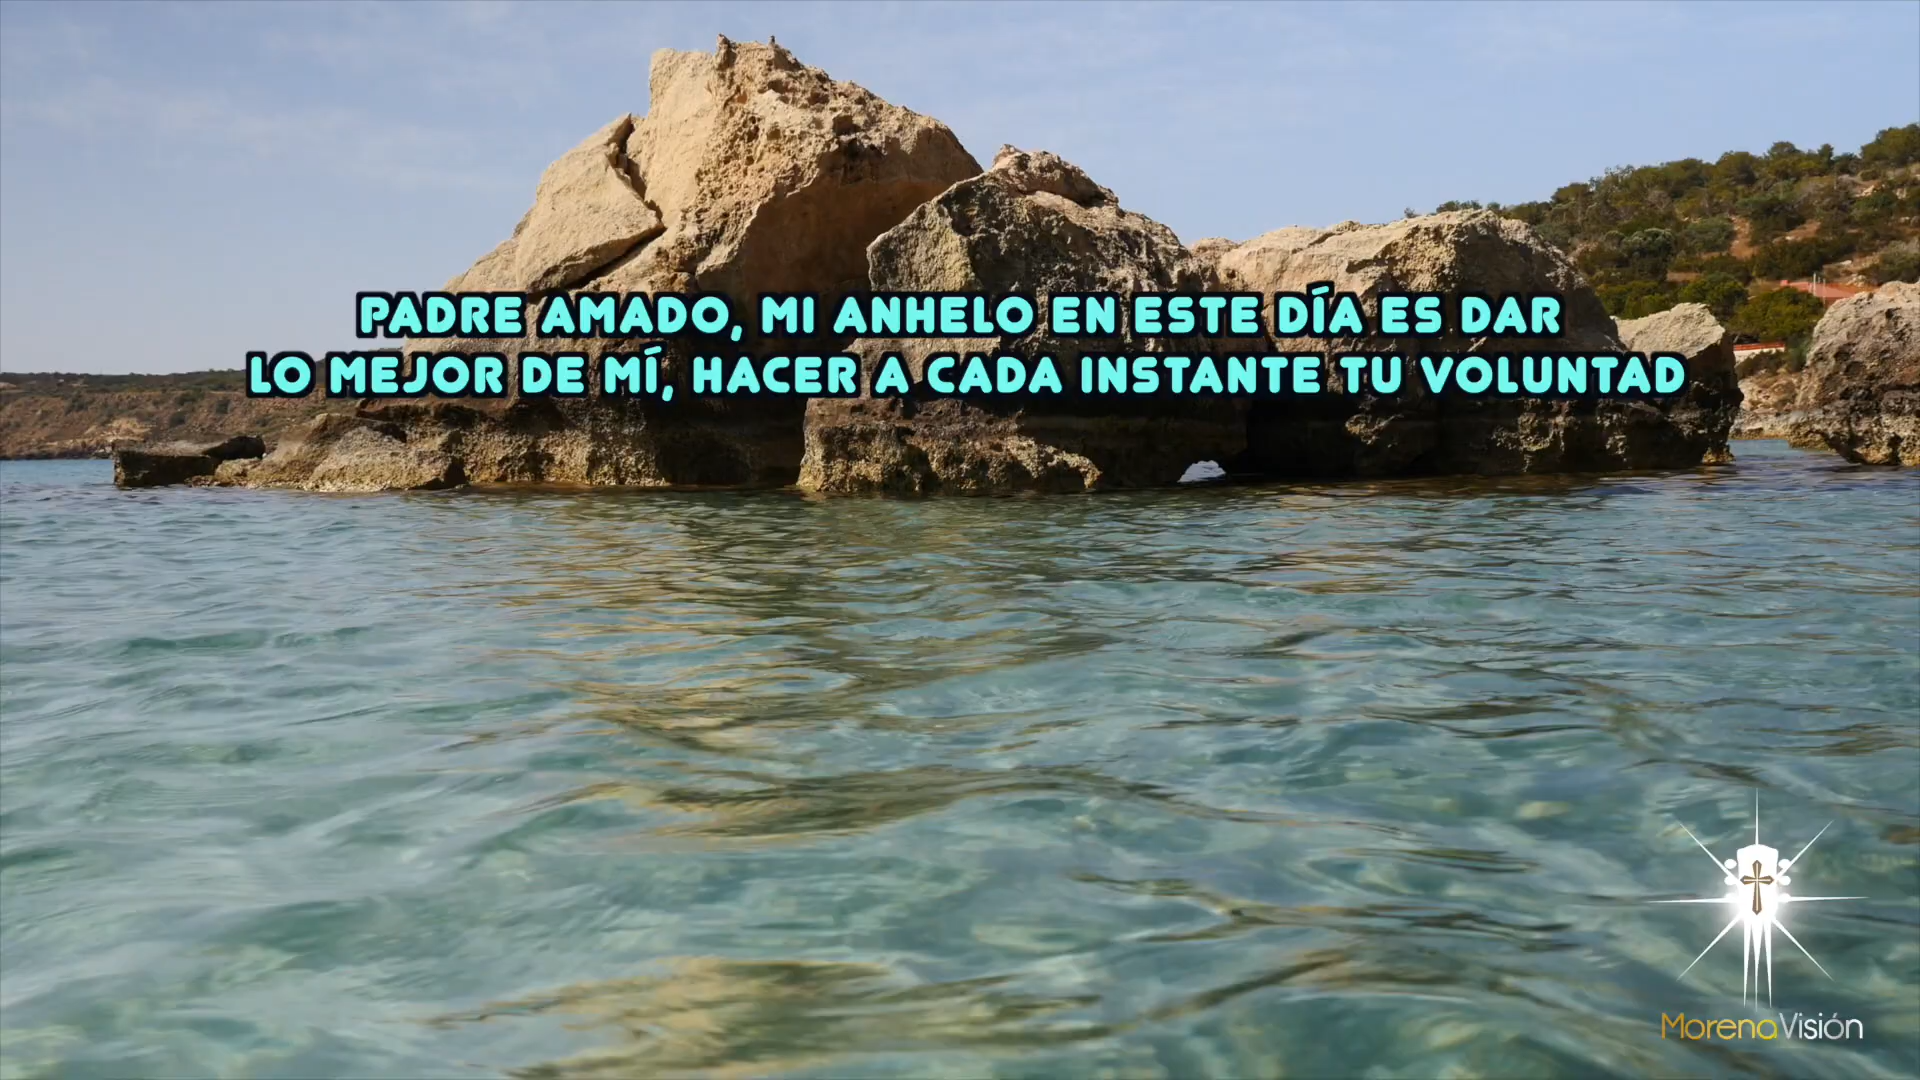 PADRE AMADO, MI ANHELO EN ESTE DÍA ES DAR
LO MEJOR DE MÍ, HACER A CADA INSTANTE TU VOLUNTAD
MorenaVisión